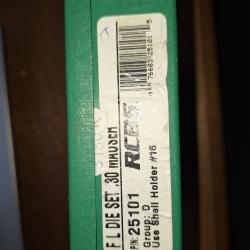 F L DIE SET .30 MAUSER
RCBS
P/N: 25101
Group: D
Use Shell Holder #16